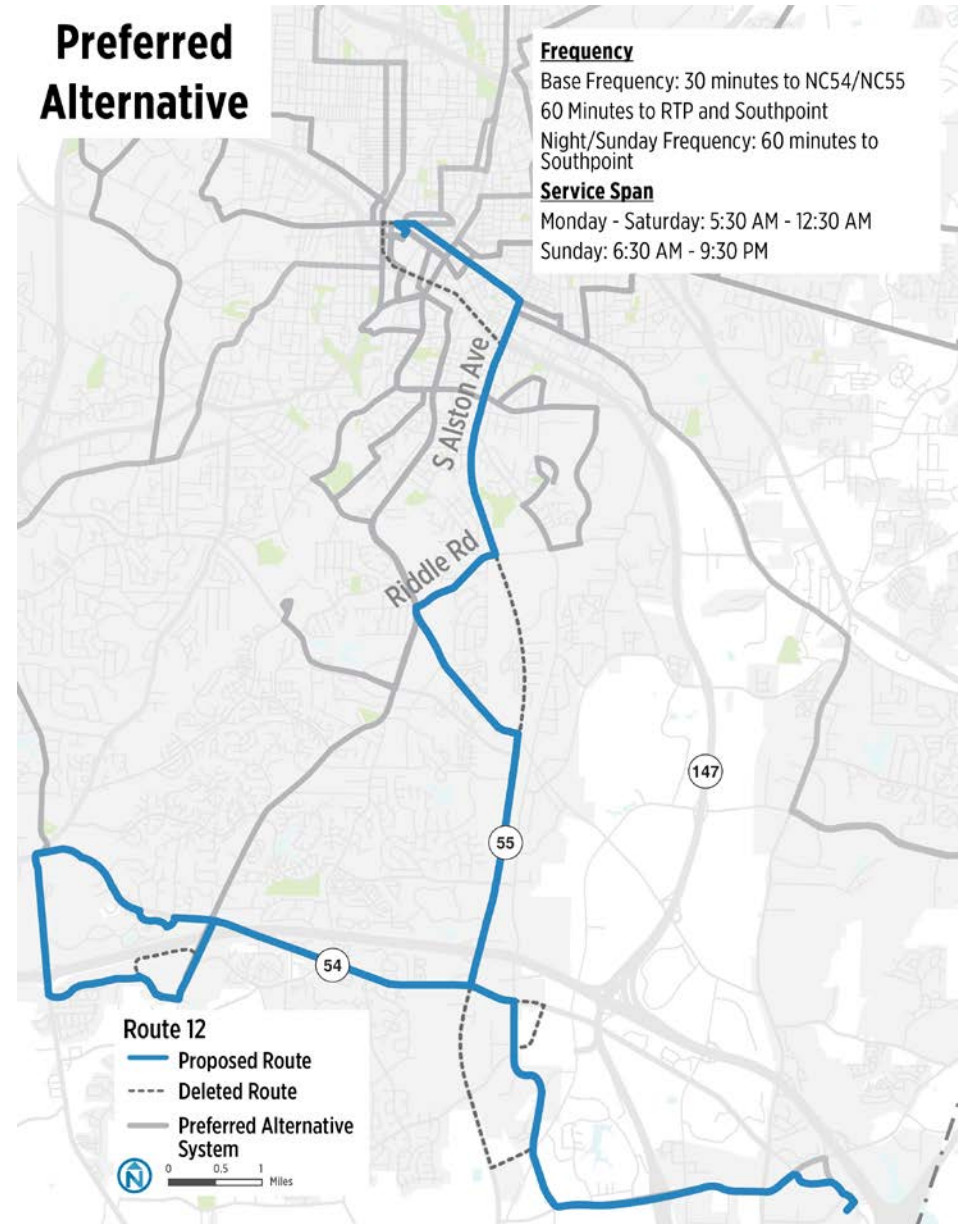 Preferred
Alternative
Frequency
Base Frequency: 30 minutes to NC54/NC55
60 Minutes to RTP and Southpoint
Night/Sunday Frequency: 60 minutes to
Southpoint
Service Span
Monday - Saturday: 5:30 AM - 12:30 AM
Sunday: 6:30 AM - 9:30 PM
S Alston Ave
Riddle Rd
147
55
54
Route 12
Proposed Route
Deleted Route
Preferred Alternative
System
N
0 0.5 1
Miles